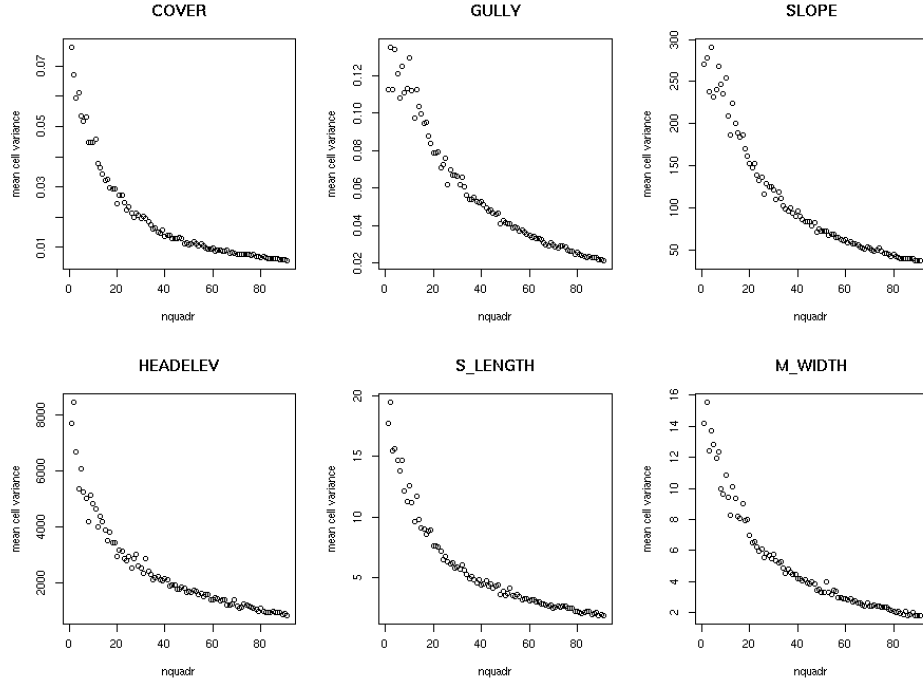 COVER
GULLY
SLOPE
mean cell variance
0.01
0.03
0.05
0.07
0 20 40 60 80
nquadr
mean cell variance
0.02 0.04 0.06 0.08 0.10 0.12
0 20 40 60 80
nquadr
mean cell variance
50 100 150 200 250 300
0 20 40 60 80
nquadr
HEADELEV
S_LENGTH
M_WIDTH
mean cell variance
2000 4000 6000 8000
0 20 40 60 80
nquadr
mean cell variance
5 10 15 20
0 20 40 60 80
nquadr
mean cell variance
2 4 6 8 10 12 14 16
0 20 40 60 80
nquadr